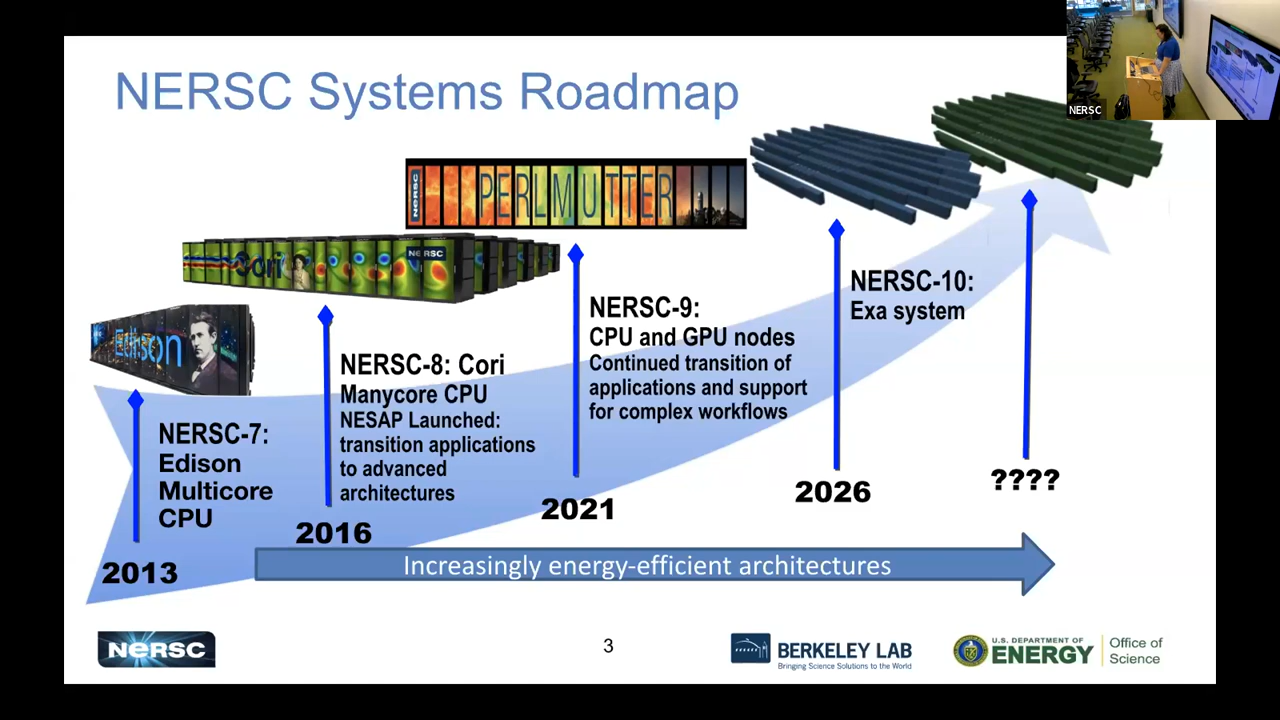 NERSC Systems Roadmap
NERSC
NERSC
PERLMUTTER
Cori
NERSC
Edison
NERSC-7:
Edison
Multicore
CPU
2013
NERSC-8: Cori
Manycore CPU
NESAP Launched:
transition applications
to advanced
architectures
2016
NERSC-9:
CPU and GPU nodes
Continued transition of
applications and support
for complex workflows
2021
NERSC-10:
Exa system
2026
????
Increasingly energy-efficient architectures
NERSC
3
BERKELEY LAB
Bringing Science Solutions to the World
U.S. DEPARTMENT OF
ENERGY
Office of
Science